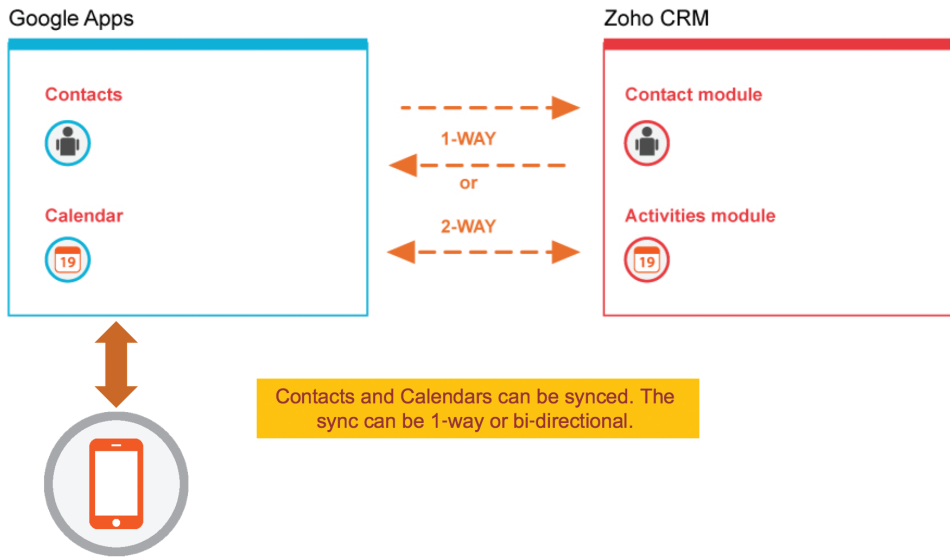 Google Apps
Zoho CRM
Contacts
Contact module
1-WAY
or
Calendar
Activities module
2-WAY
19
19
Contacts and Calendars can be synced. The
sync can be 1-way or bi-directional.